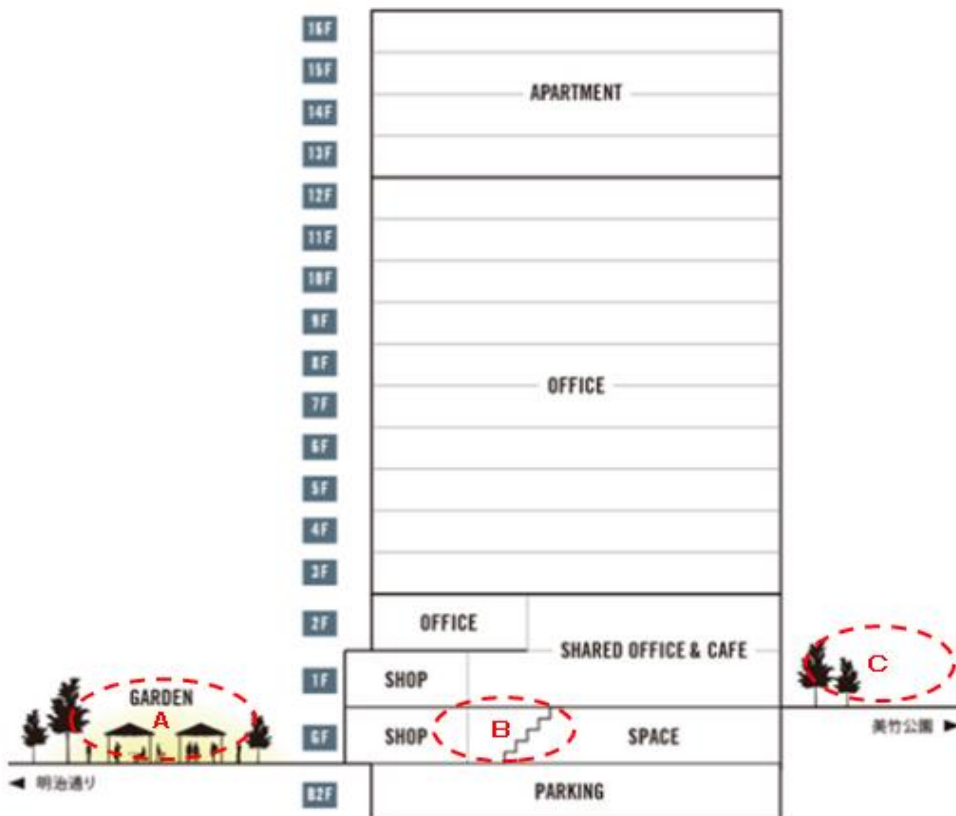 16F
15F
APARTMENT
14F
13F
12F
11F
10F
9F
8F
OFFICE
7F
6F
5F
4F
3F
2F
OFFICE
SHARED OFFICE & CAFE
C
1F
SHOP
GARDEN
A
GF
SHOP
B
SPACE
美竹公園 ▶
◀ 明治通り
B2F
PARKING